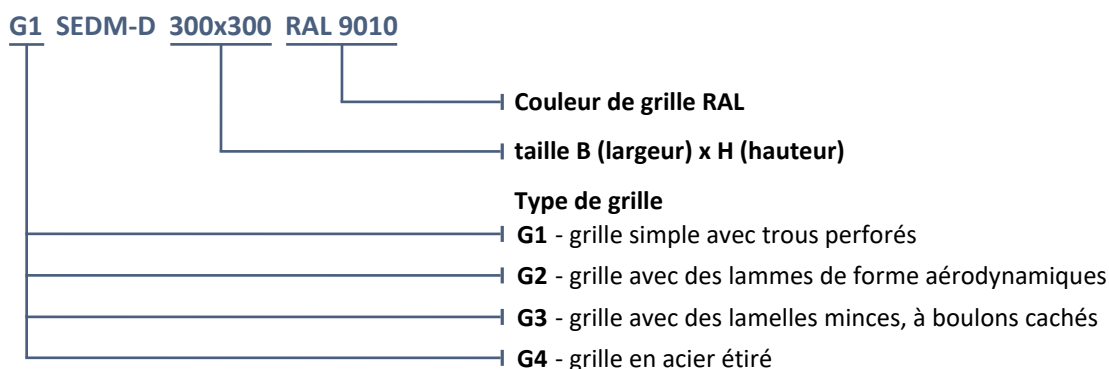 G1 SEDM-D 300x300 RAL 9010
Couleur de grille RAL
taille B (largeur) x H (hauteur)
Type de grille
G1 - grille simple avec trous perforés
G2 - grille avec des lammes de forme aérodynamiques
G3 - grille avec des lamelles minces, à boulons cachés
G4 - grille en acier étiré